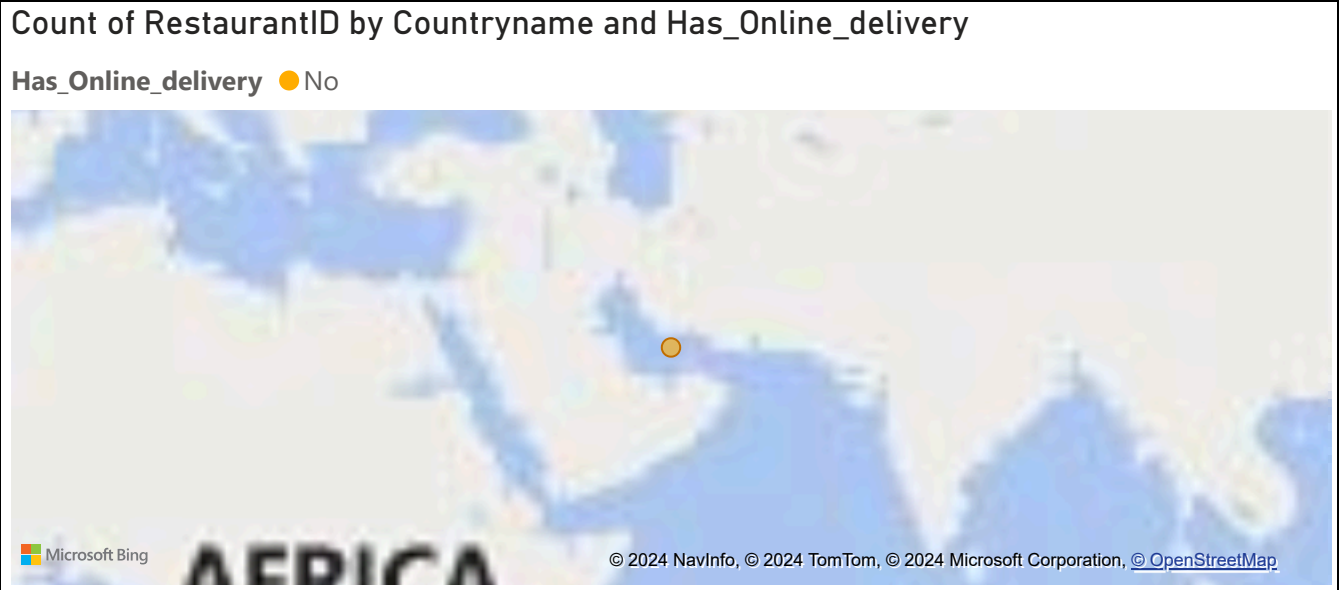 Count of RestaurantID by Countryname and Has_Online_delivery
Has_Online_delivery No
AFRICA
Microsoft Bing
© 2024 NavInfo, © 2024 TomTom, © 2024 Microsoft Corporation, © OpenStreetMap